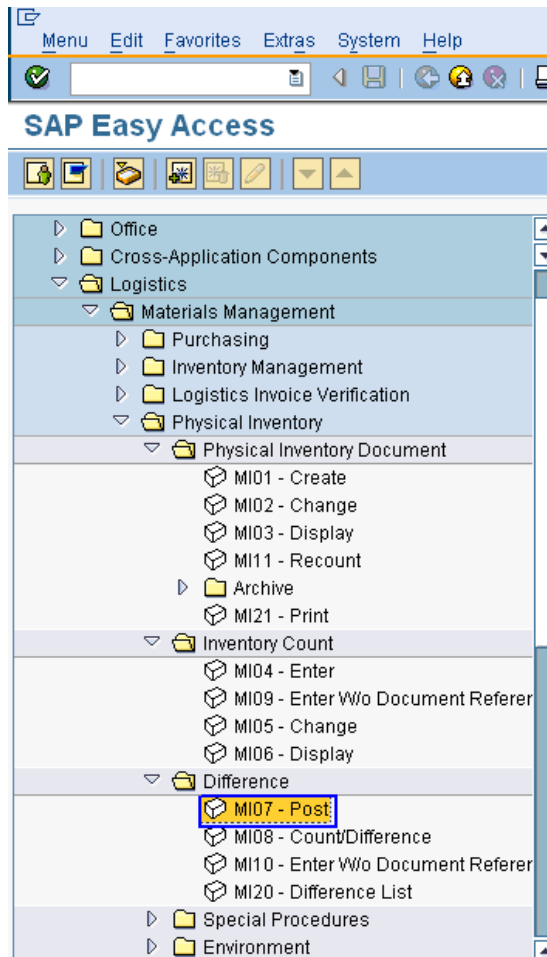 Menu Edit Favorites Extras System Help
SAP Easy Access
Office
Cross-Application Components
Logistics
Materials Management
Purchasing
Inventory Management
Logistics Invoice Verification
Physical Inventory
Physical Inventory Document
MI01 - Create
MI02 - Change
MI03 - Display
MI11 - Recount
Archive
MI21 - Print
Inventory Count
MI04 - Enter
MI09 - Enter W/o Document Referer
MI05 - Change
MI06 - Display
Difference
MI07 - Post
MI08 - Count/Difference
MI10 - Enter W/o Document Referer
MI20 - Difference List
Special Procedures
Environment